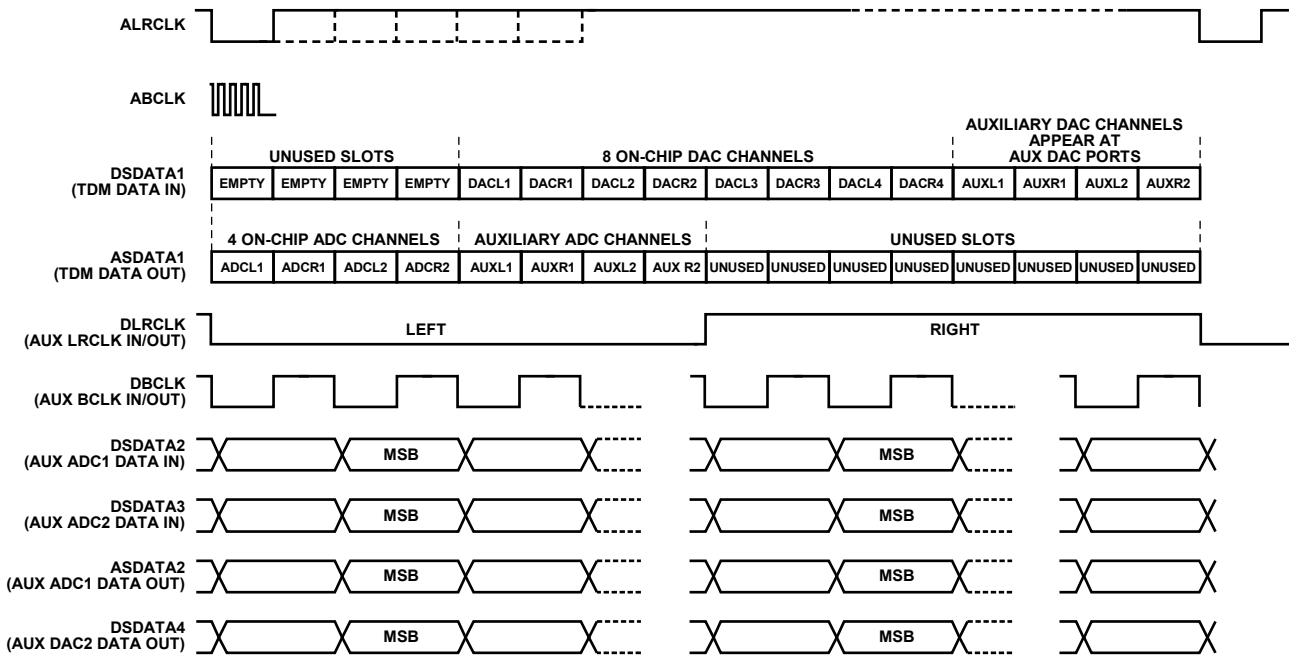 ALRCLK
ABCLK
AUXILIARY DAC CHANNELS
APPEAR AT
AUX DAC PORTS
UNUSED SLOTS
8 ON-CHIP DAC CHANNELS
DSDATA1
(TDM DATA IN)
EMPTY EMPTY EMPTY EMPTY DACL1 DACR1 DACL2 DACR2 DACL3 DACR3 DACL4 DACR4 AUXL1 AUXR1 AUXL2 AUXR2
4 ON-CHIP ADC CHANNELS
AUXILIARY ADC CHANNELS
UNUSED SLOTS
ASDATA1
(TDM DATA OUT)
ADCL1 ADCR1 ADCL2 ADCR2 AUXL1 AUXR1 AUXL2 AUX R2 UNUSED UNUSED UNUSED UNUSED UNUSED UNUSED UNUSED UNUSED
DLRCLK
(AUX LRCLK IN/OUT)
LEFT
RIGHT
DBCLK
(AUX BCLK IN/OUT)
DSDATA2
(AUX ADC1 DATA IN)
MSB
MSB
DSDATA3
(AUX ADC2 DATA IN)
MSB
MSB
ASDATA2
(AUX ADC1 DATA OUT)
MSB
MSB
DSDATA4
(AUX DAC2 DATA OUT)
MSB
MSB